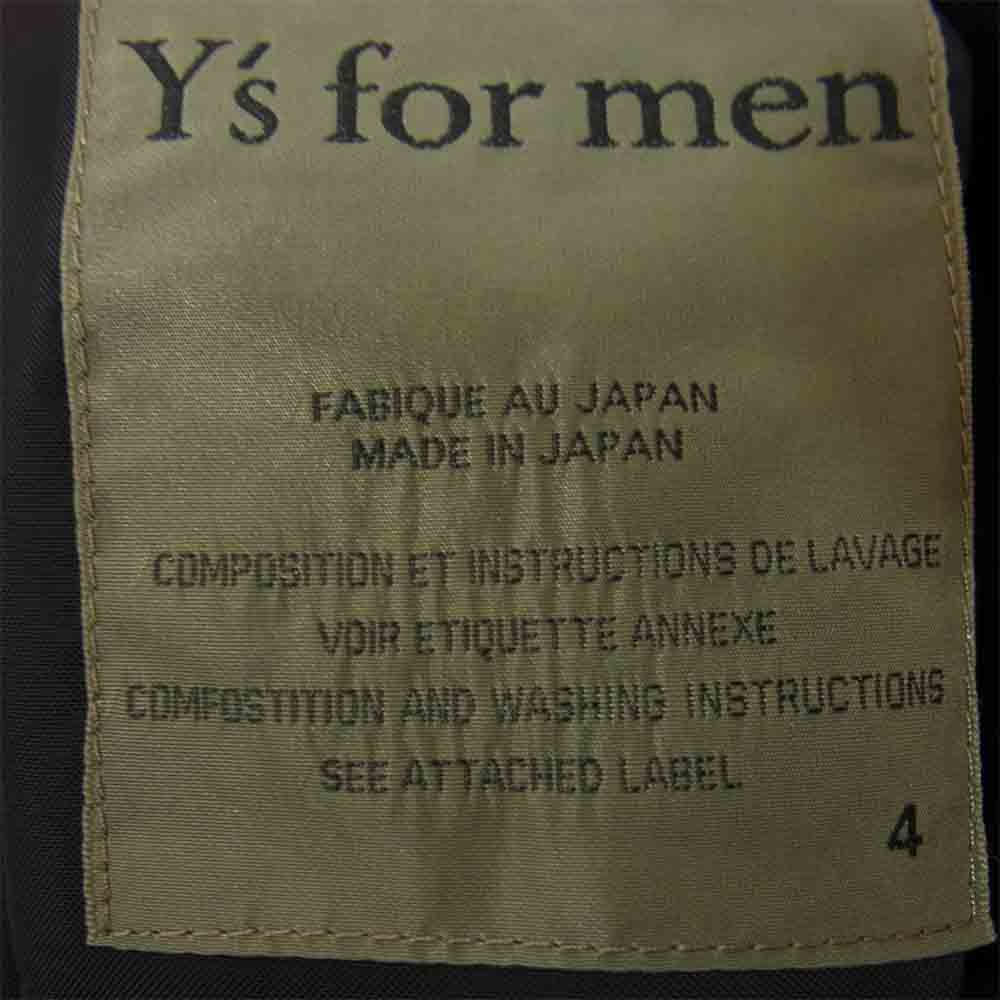 Y's for men
FABIQUE AU JAPAN
MADE IN JAPAN
COMPOSITION ET INSTRUCTIONS DE LAVAGE
VOIR ETIQUETTE ANNEXE
COMPOSTITION AND WASHING INSTRUCTIONS
SEE ATTACHED LABEL
4